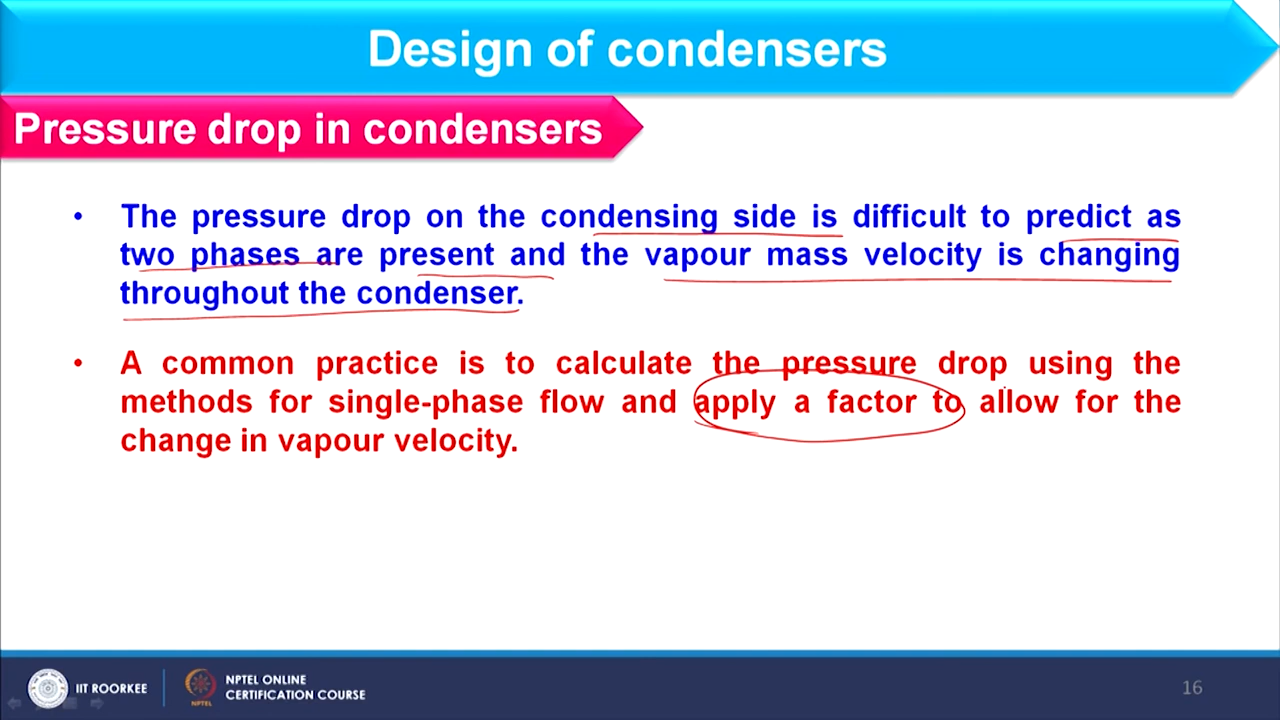 Design of condensers
Pressure drop in condensers
• The pressure drop on the condensing side is difficult to predict as
two phases are present and the vapour mass velocity is changing
throughout the condenser.
• A common practice is to calculate the pressure drop using the
methods for single-phase flow and apply a factor to allow for the
change in vapour velocity.
IIT ROORKEE
NPTEL
NPTEL ONLINE
CERTIFICATION COURSE
16